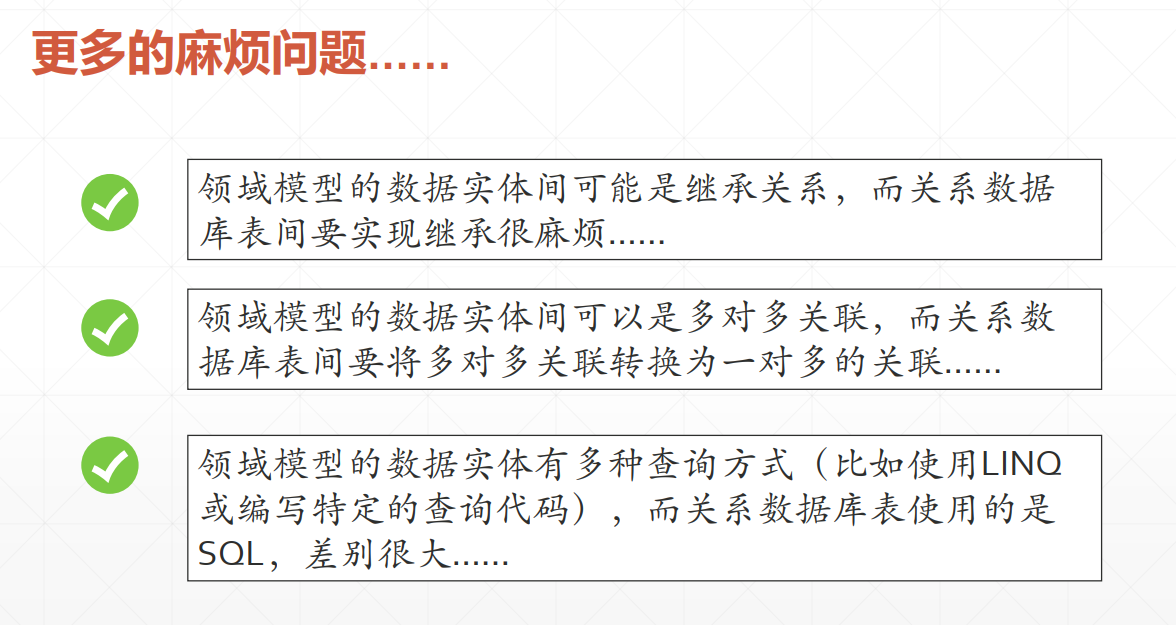 更多的麻烦问题……
领域模型的数据实体间可能是继承关系，而关系数据
库表间要实现继承很麻烦……
领域模型的数据实体间可以是多对多关联，而关系数
据库表间要将多对多关联转换为一对多的关联……
领域模型的数据实体有多种查询方式（比如使用LINQ
或编写特定的查询代码），而关系数据库表使用的是
SQL，差别很大……